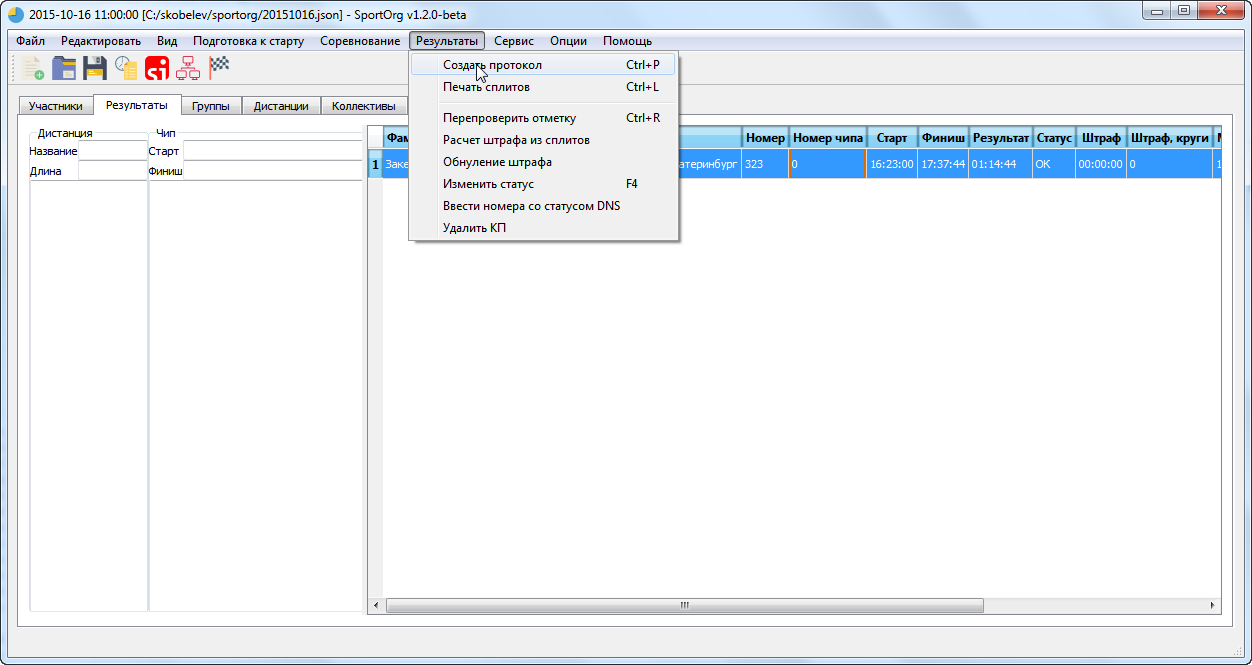 2015-10-16 11:00:00 [C:/skobelev/sportorg/20151016.json] - SportOrg v1.2.0-beta
Файл Редактировать Вид Подготовка к старту Соревнование Результаты Сервис Опции Помощь
Создать протокол Ctrl+P
Печать сплитов Ctrl+L
Перепроверить отметку Ctrl+R
Расчет штрафа из сплитов
Обнуление штрафа
Изменить статус F4
Ввести номера со статусом DNS
Удалить КП
si
Участники Результаты Группы Дистанции Коллективы
Дистанция Чип
Название Старт
Длина Финиш
Фам Номер Номер чипа Старт Финиш Результат Статус Штраф Штраф, круги
1 Заке атеринбург 323 0 16:23:00 17:37:44 01:14:44 OK 00:00:00 0 1